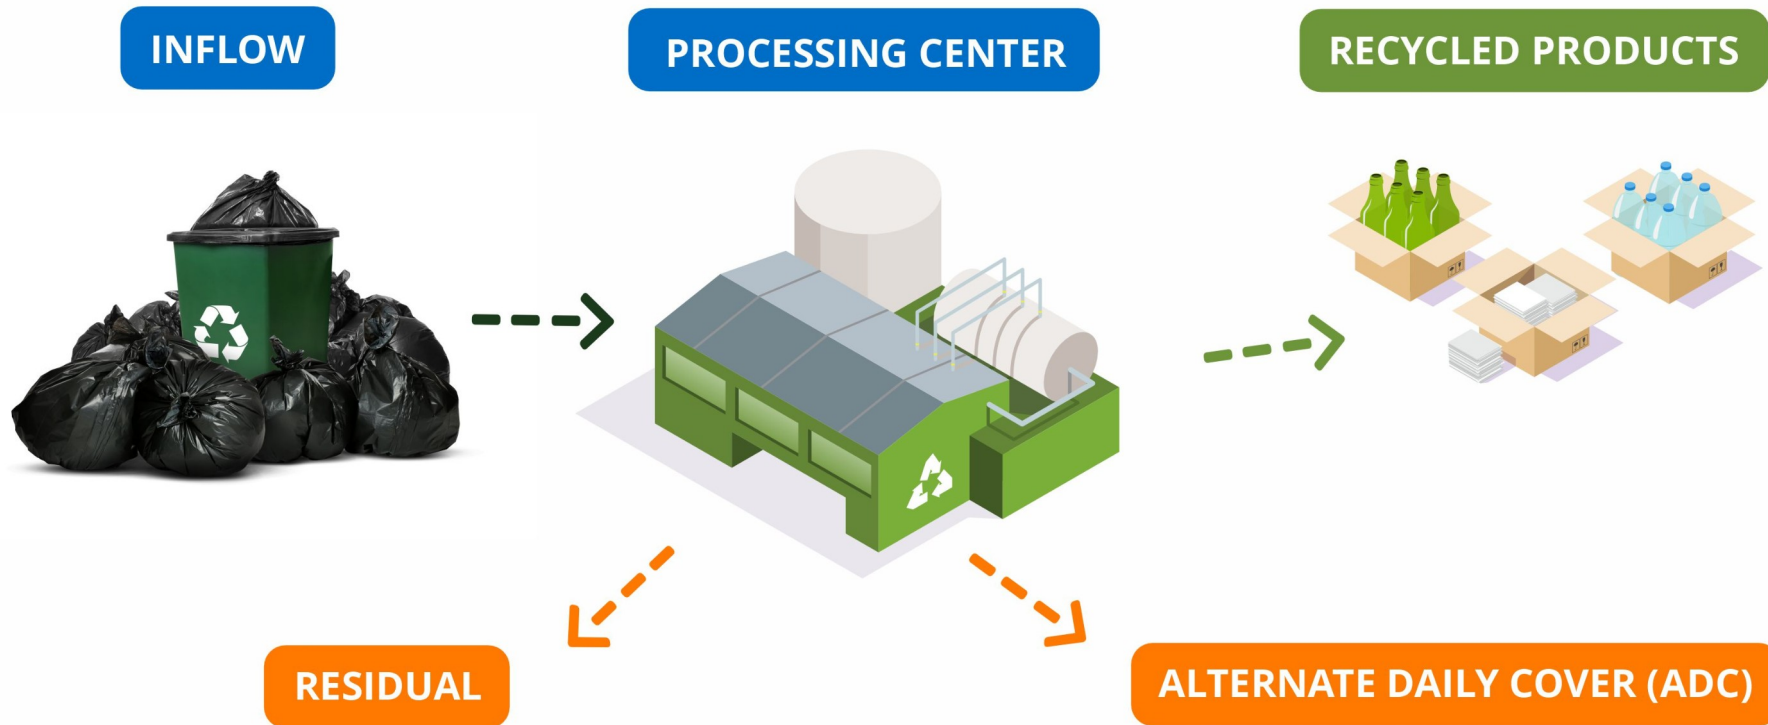 INFLOW
PROCESSING CENTER
RECYCLED PRODUCTS
RESIDUAL
ALTERNATE DAILY COVER (ADC)